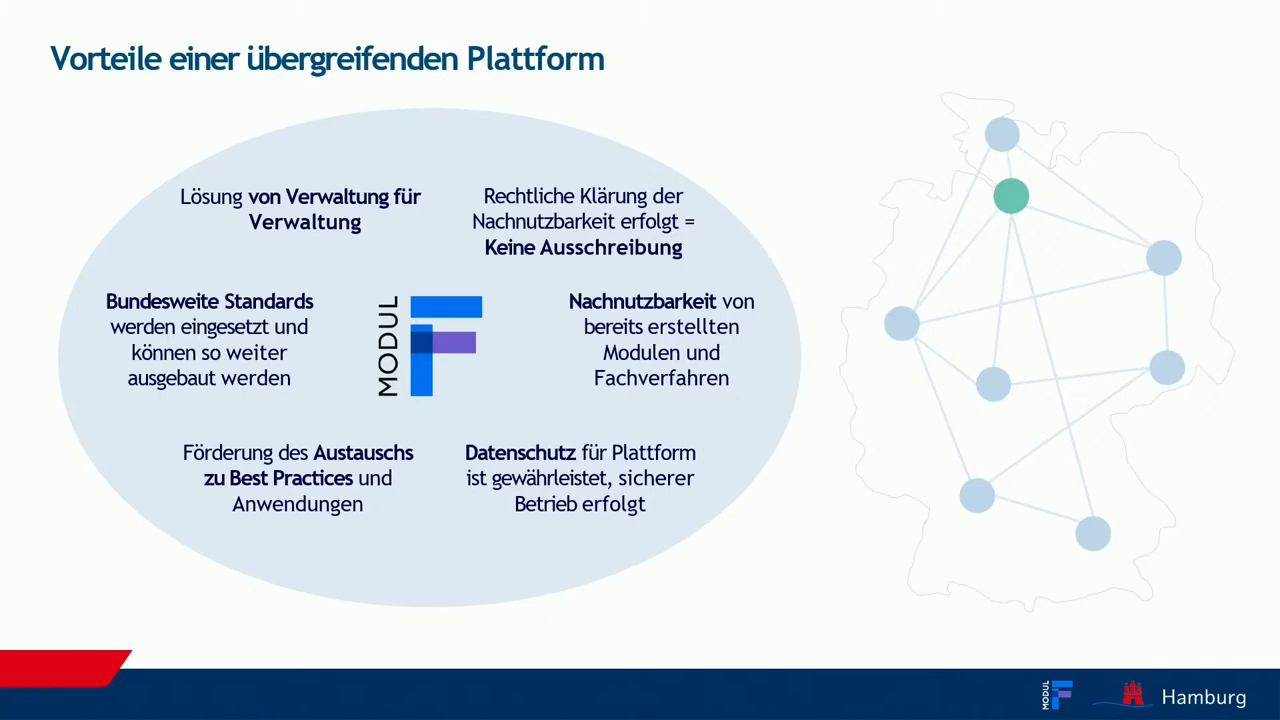 Vorteile einer übergreifenden Plattform
Lösung von Verwaltung für
Verwaltung
Rechtliche Klärung der
Nachnutzbarkeit erfolgt =
Keine Ausschreibung
Bundesweite Standards
werden eingesetzt und
können so weiter
ausgebaut werden
MODUL
F
Nachnutzbarkeit von
bereits erstellten
Modulen und
Fachverfahren
Förderung des Austauschs
zu Best Practices und
Anwendungen
Datenschutz für Plattform
ist gewährleistet, sicherer
Betrieb erfolgt
MODUL
F
Hamburg